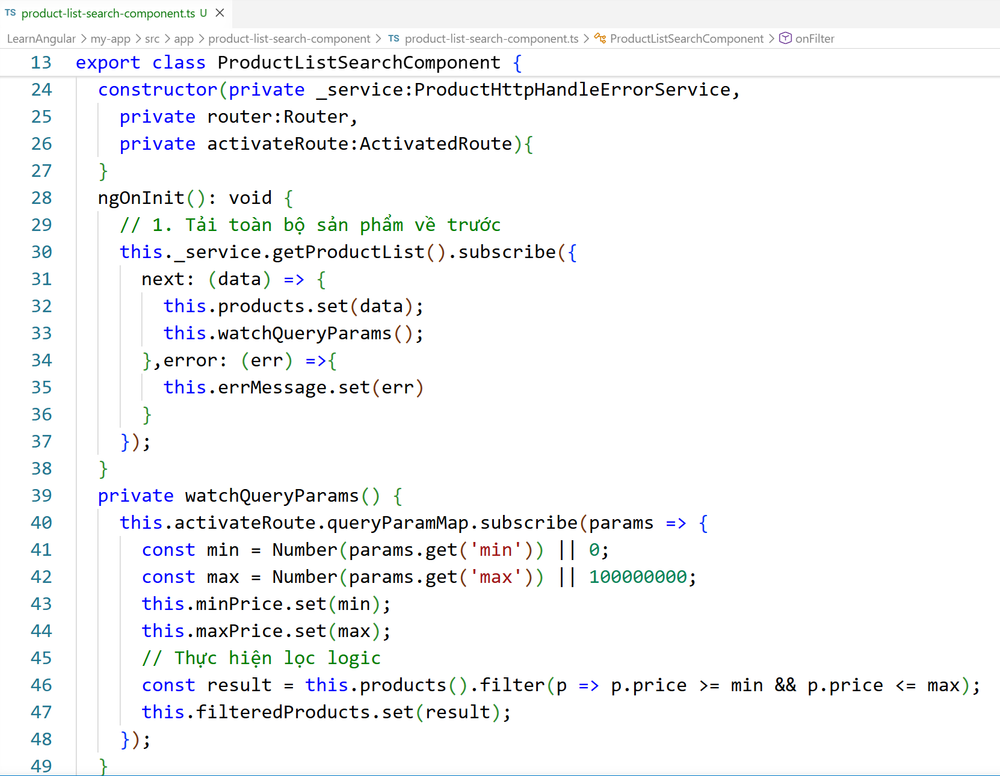 TS product-list-search-component.ts U ×
LearnAngular > my-app > src > app > product-list-search-component > TS product-list-search-component.ts > ProductListSearchComponent > onFilter
13 export class ProductListSearchComponent {
24 constructor(private _service:ProductHttpHandleErrorService,
25 private router:Router,
26 private activateRoute:ActivatedRoute){
27 }
28 ngOnInit(): void {
29 // 1. Tải toàn bộ sản phẩm về trước
30 this._service.getProductList().subscribe({
31 next: (data) => {
32 this.products.set(data);
33 this.watchQueryParams();
34 },error: (err) =>{
35 this.errMessage.set(err)
36 }
37 });
38 }
39 private watchQueryParams() {
40 this.activateRoute.queryParamMap.subscribe(params => {
41 const min = Number(params.get('min')) || 0;
42 const max = Number(params.get('max')) || 100000000;
43 this.minPrice.set(min);
44 this.maxPrice.set(max);
45 // Thực hiện lọc logic
46 const result = this.products().filter(p => p.price >= min && p.price <= max);
47 this.filteredProducts.set(result);
48 });
49 }